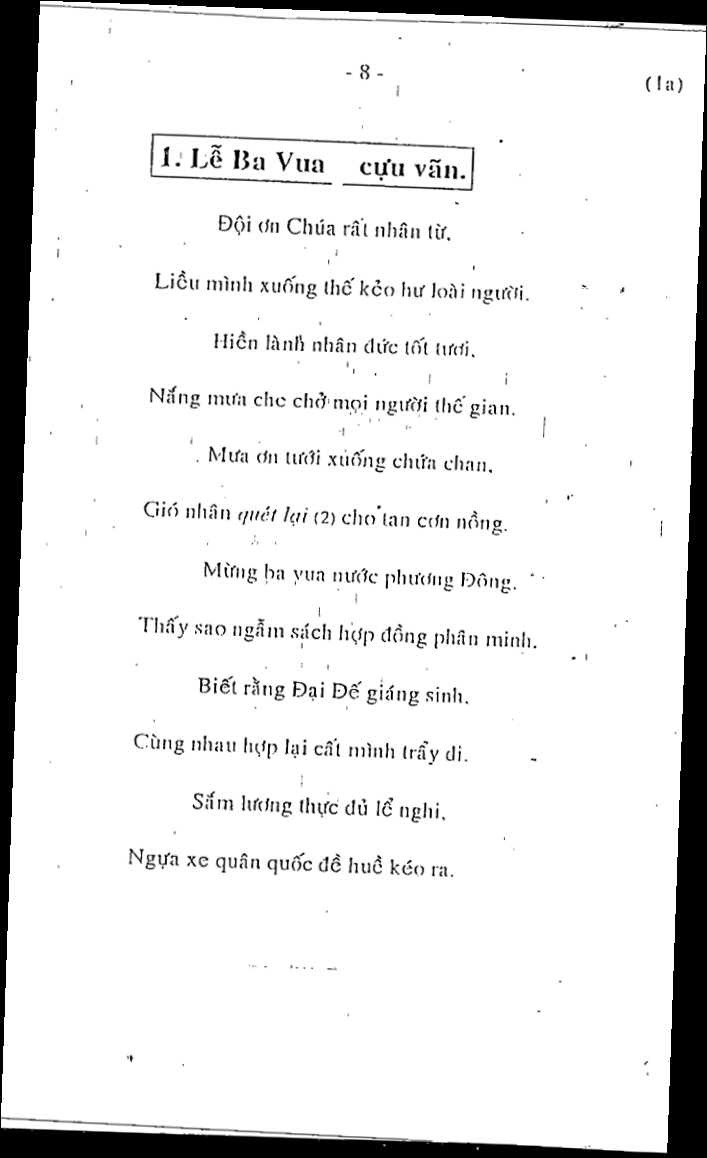 - 8 -
(1a)
1. Lễ Ba Vua cựu vãn.
Đội ơn Chúa rất nhân từ,
Liều mình xuống thế kẻo hư loài người.
Hiền lành nhân đức tốt tươi,
Nắng mưa che chở mọi người thế gian.
Mưa ơn tưới xuống chứa chan,
Gió nhân quét lại (2) cho tan cơn nồng.
Mừng ba vua nước phương Đông,
Thấy sao ngẫm sách hợp đồng phân minh.
Biết rằng Đại Đế giáng sinh,
Cùng nhau hợp lại cất mình trẩy đi.
Sắm lương thực đủ lể nghi,
Ngựa xe quân quốc đề huề kéo ra.